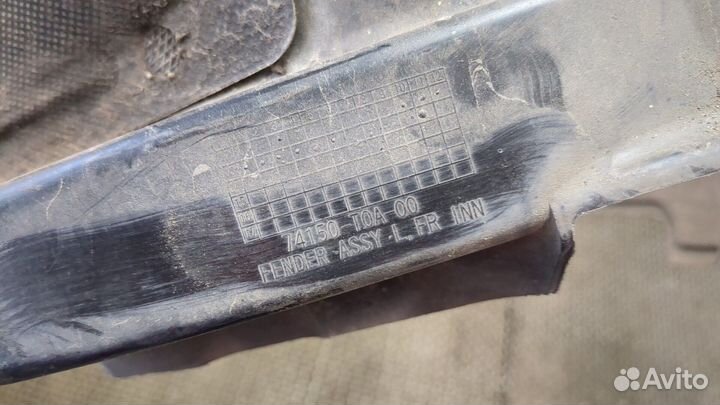 74150-T0A-00
FENDER ASSY L,FR INN
Avito